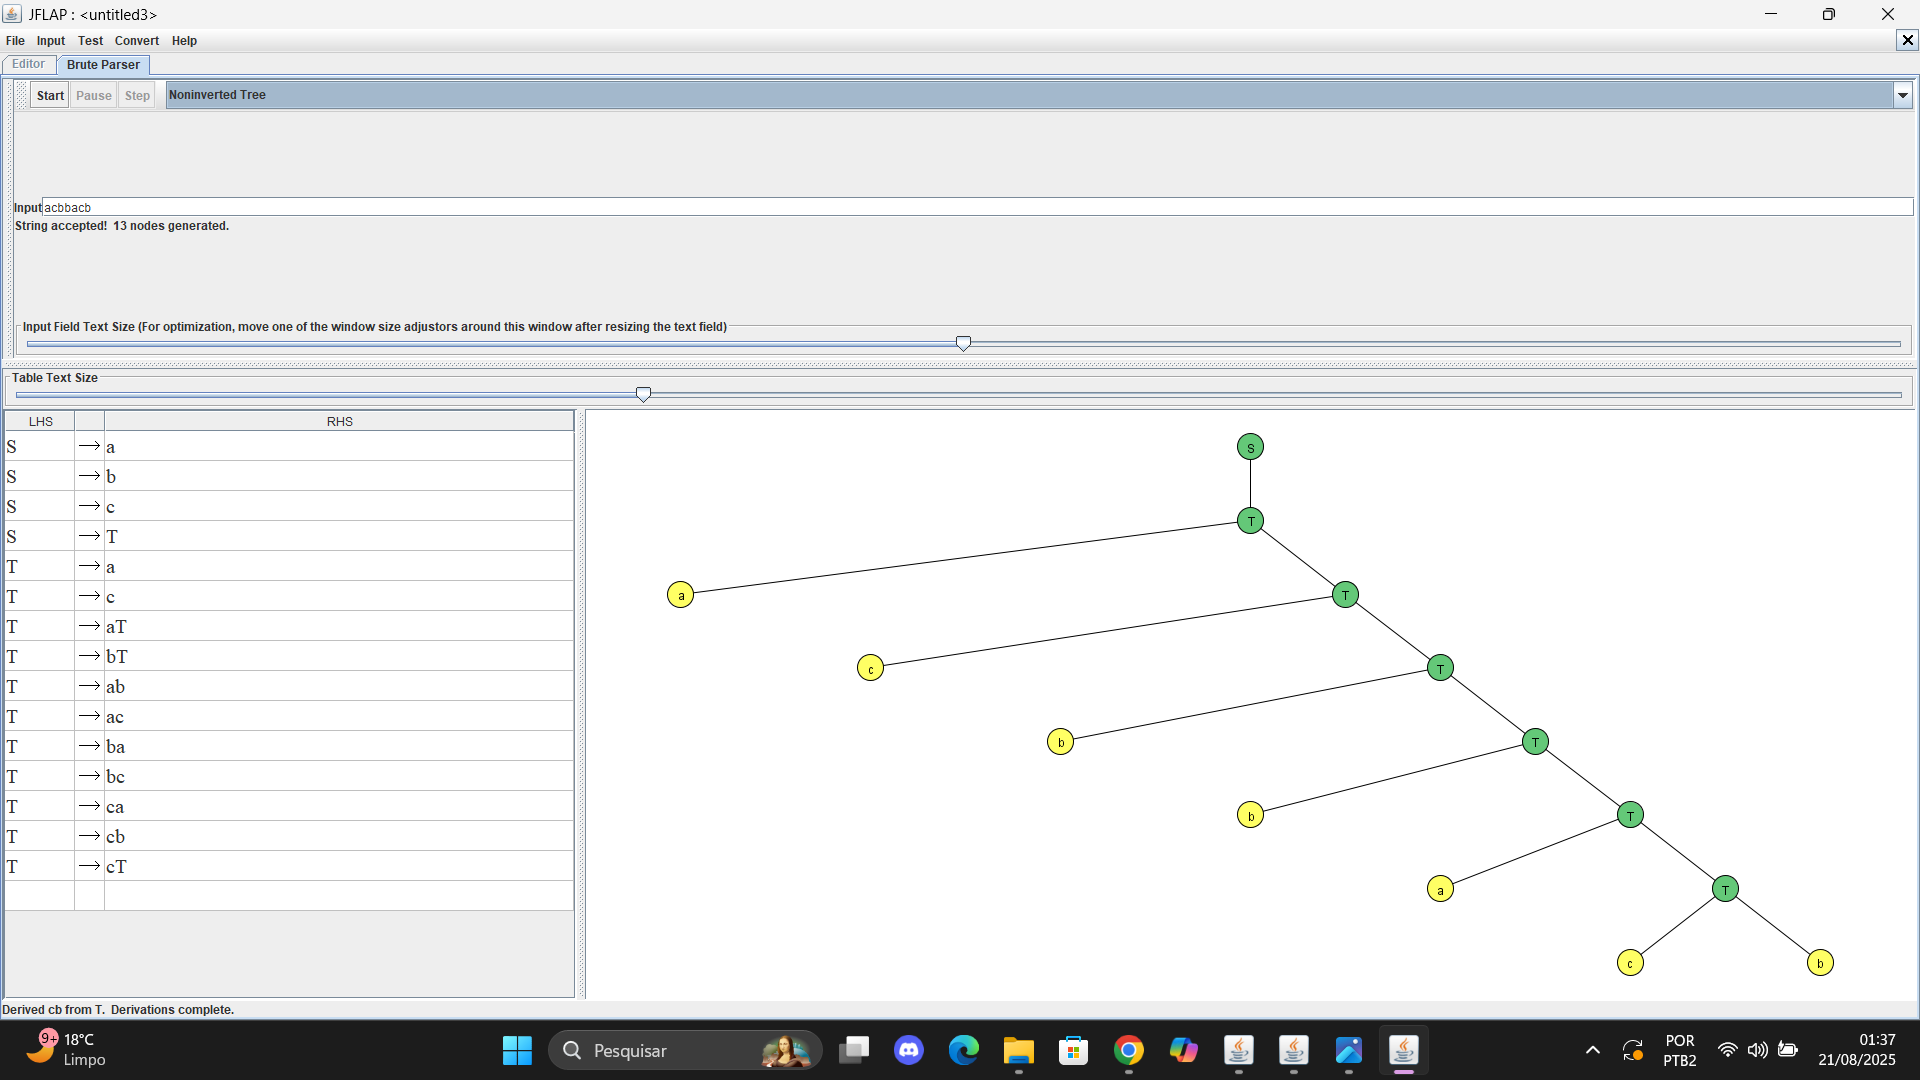 JFLAP : <untitled3>
File Input Test Convert Help
Editor Brute Parser
Start Pause Step Noninverted Tree
Input acbbacb
String accepted! 13 nodes generated.
Input Field Text Size (For optimization, move one of the window size adjustors around this window after resizing the text field)
Table Text Size
LHS RHS
S → a
S → b
S → c
S → T
T → a
T → c
T → aT
T → bT
T → ab
T → ac
T → ba
T → bc
T → ca
T → cb
T → cT
S
T
a T
c T
b T
b T
a T
c b
Derived cb from T. Derivations complete.
9+ 18°C
Limpo
Pesquisar
POR
PTB2
01:37
21/08/2025